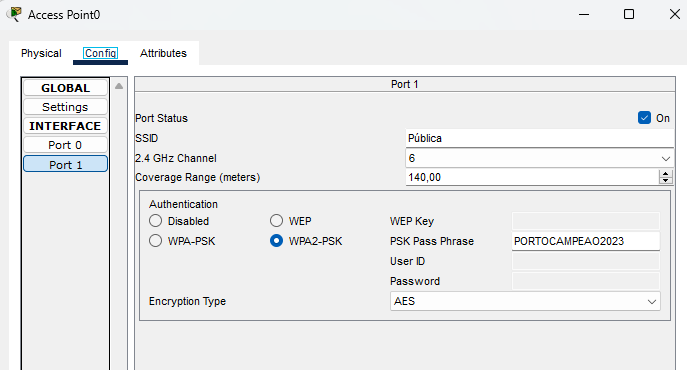 Access Point0
Physical Config Attributes
GLOBAL
Settings
INTERFACE
Port 0
Port 1
Port 1
Port Status On
SSID Pública
2.4 GHz Channel 6
Coverage Range (meters) 140,00
Authentication
Disabled WEP WEP Key
WPA-PSK WPA2-PSK PSK Pass Phrase PORTOCAMPEAO2023
User ID
Password
Encryption Type AES